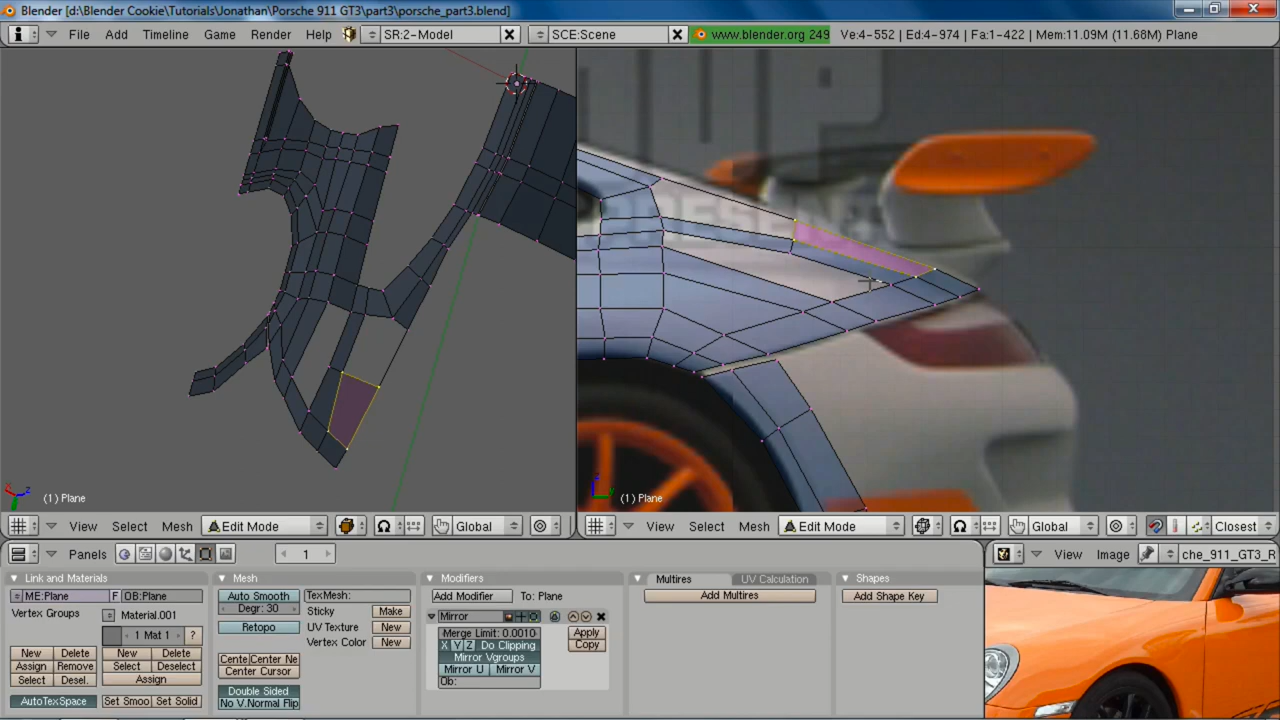 Blender [d:\Blender Cookie\Tutorials\Jonathan\Porsche 911 GT3\part3\porsche_part3.blend]
File Add Timeline Game Render Help SR:2-Model SCE:Scene www.blender.org 249 Ve:4-552 | Ed:4-974 | Fa:1-422 | Mem:11.09M (11.66M) Plane
(1) Plane
(1) Plane
View Select Mesh Edit Mode Global
View Select Mesh Edit Mode Global Closest
Panels 1
View Image che_911_GT3_R
Link and Materials
ME:Plane F OB:Plane
Vertex Groups
Material.001
1 Mat 1 ?
New Delete New Delete
Assign Remove Select Deselect
Select Desel. Assign
AutoTexSpace Set Smoo Set Solid
Mesh
Auto Smooth
Degr: 30
Retopo
TexMesh:
Sticky Make
UV Texture New
Vertex Color New
Cente Center Ne
Center Cursor
Double Sided
No V.Normal Flip
Modifiers
Add Modifier To: Plane
Mirror
Merge Limit: 0.0010
X Y Z Do Clipping
Mirror Vgroups
Mirror U Mirror V
Ob:
Apply
Copy
Multires UV Calculation
Add Multires
Shapes
Add Shape Key